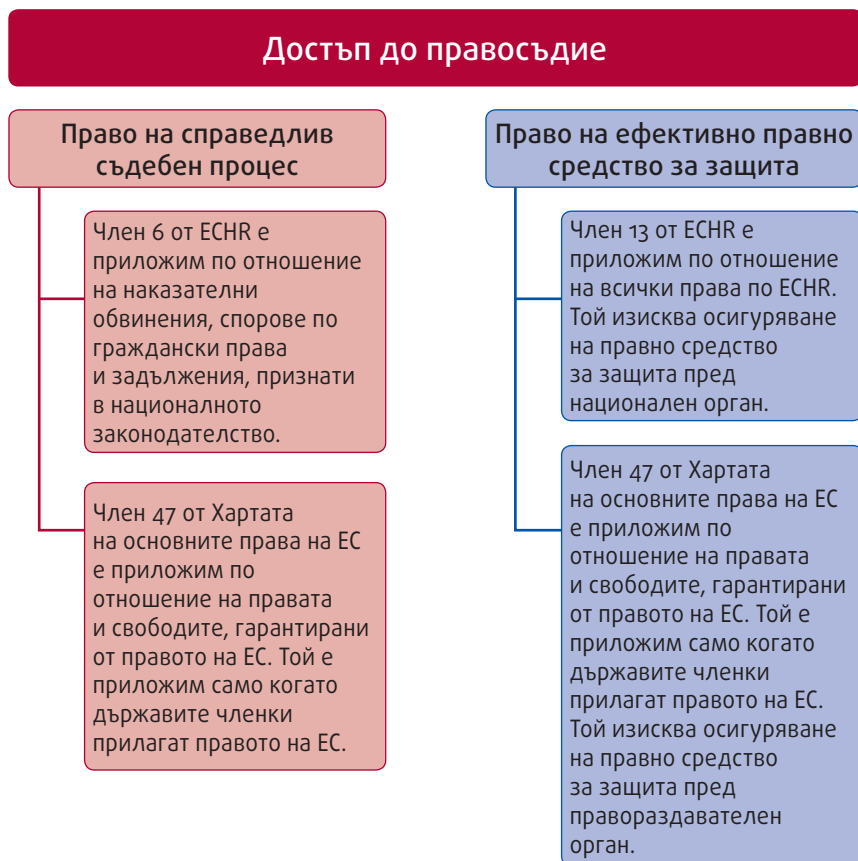 Достъп до правосъдие
Право на справедлив
съдебен процес
Член 6 от ECHR е
приложим по отношение
на наказателни
обвинения, спорове по
граждански права
и задължения, признати
в националното
законодателство.
Член 47 от Хартата
на основните права на ЕС
е приложим по
отношение на правата
и свободите, гарантирани
от правото на ЕС. Той е
приложим само когато
държавите членки
прилагат правото на ЕС.
Право на ефективно правно
средство за защита
Член 13 от ECHR е
приложим по отношение
на всички права по ECHR.
Той изисква осигуряване
на правно средство
за защита пред
национален орган.
Член 47 от Хартата
на основните права на ЕС
е приложим по
отношение на правата
и свободите, гарантирани
от правото на ЕС. Той е
приложим само когато
държавите членки
прилагат правото на ЕС.
Той изисква осигуряване
на правно средство
за защита пред
правораздавателен
орган.